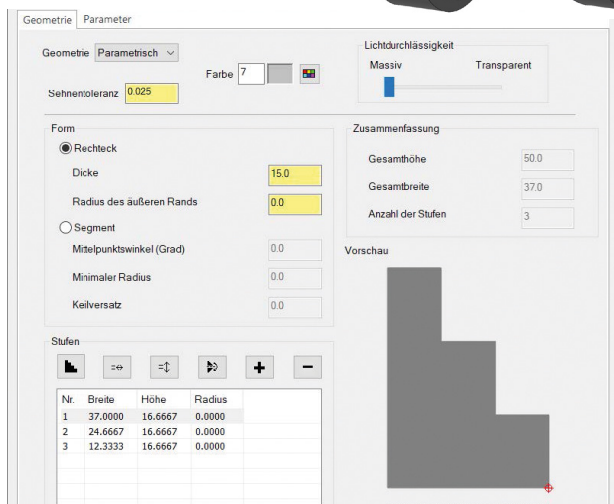 Geometrie Parameter
Geometrie Parametrisch
Farbe 7
Sehnentoleranz 0.025
Lichtdurchlässigkeit
Massiv Transparent
Form
Rechteck
Dicke 15.0
Radius des äußeren Rands 0.0
Segment
Mittelpunktswinkel (Grad) 0.0
Minimaler Radius 0.0
Keilversatz 0.0
Zusammenfassung
Gesamthöhe 50.0
Gesamtbreite 37.0
Anzahl der Stufen 3
Vorschau
Stufen
Nr. Breite Höhe Radius
1 37.0000 16.6667 0.0000
2 24.6667 16.6667 0.0000
3 12.3333 16.6667 0.0000